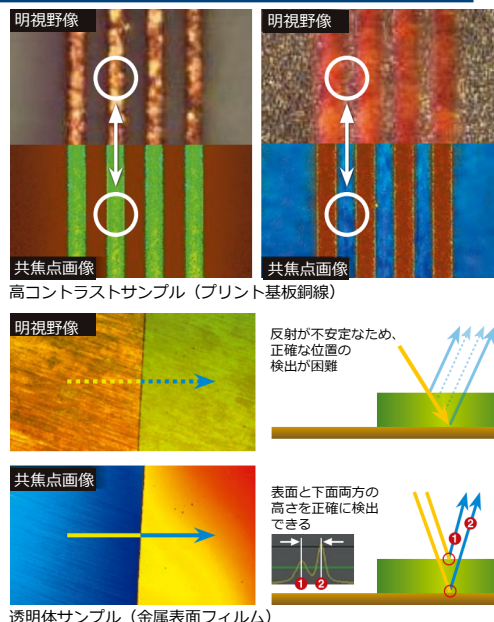 明視野像
明視野像
共焦点画像
共焦点画像
高コントラストサンプル（プリント基板銅線）
明視野像
反射が不安定なため、
正確な位置の
検出が困難
共焦点画像
表面と下面両方の
高さを正確に検出
できる
❶
❷
❶ ❷
透明体サンプル（金属表面フィルム）